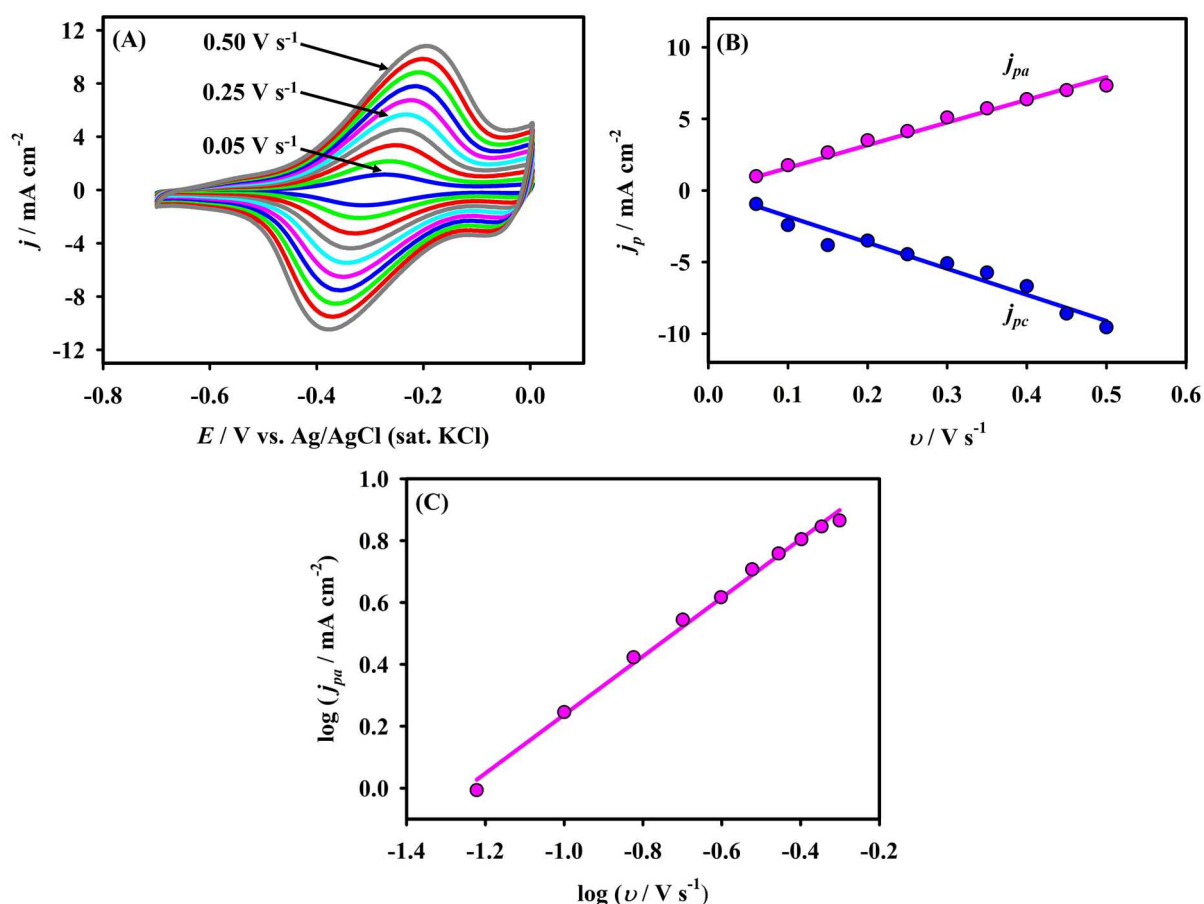 (A)
0.50 V s⁻¹
0.25 V s⁻¹
0.05 V s⁻¹
12
8
4
0
-4
-8
-12
j / mA cm⁻²
-0.8 -0.6 -0.4 -0.2 0.0
E / V vs. Ag/AgCl (sat. KCl)
(B)
j_pa
j_pc
10
5
0
-5
-10
j_p / mA cm⁻²
0.0 0.1 0.2 0.3 0.4 0.5 0.6
υ / V s⁻¹
(C)
1.0
0.8
0.6
0.4
0.2
0.0
log (j_pa / mA cm⁻²)
-1.4 -1.2 -1.0 -0.8 -0.6 -0.4 -0.2
log (υ / V s⁻¹)